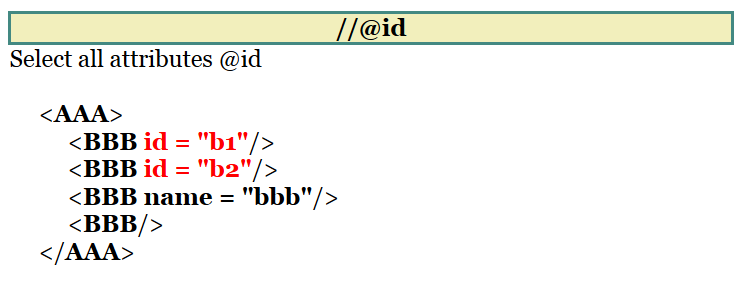 //@id
Select all attributes @id
<AAA>
<BBB id = "b1"/>
<BBB id = "b2"/>
<BBB name = "bbb"/>
<BBB/>
</AAA>